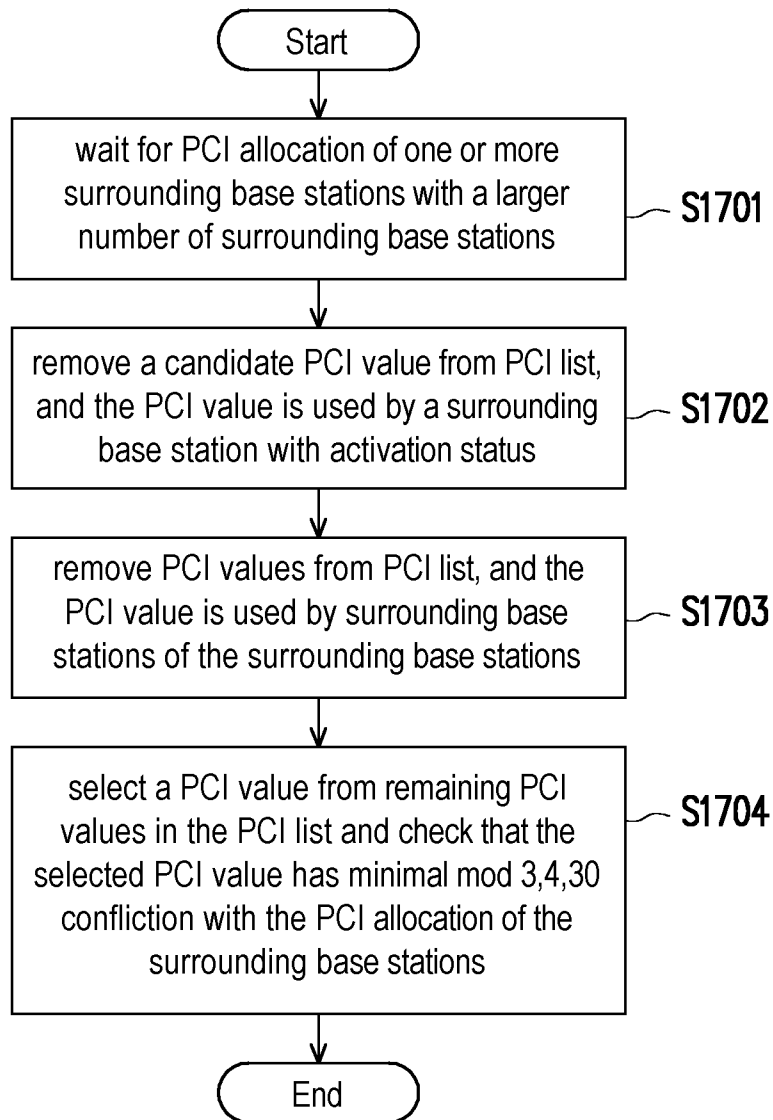 Start
wait for PCI allocation of one or more
surrounding base stations with a larger
number of surrounding base stations
S1701
remove a candidate PCI value from PCI list,
and the PCI value is used by a surrounding
base station with activation status
S1702
remove PCI values from PCI list, and the
PCI value is used by surrounding base
stations of the surrounding base stations
S1703
select a PCI value from remaining PCI
values in the PCI list and check that the
selected PCI value has minimal mod 3,4,30
confliction with the PCI allocation of the
surrounding base stations
S1704
End